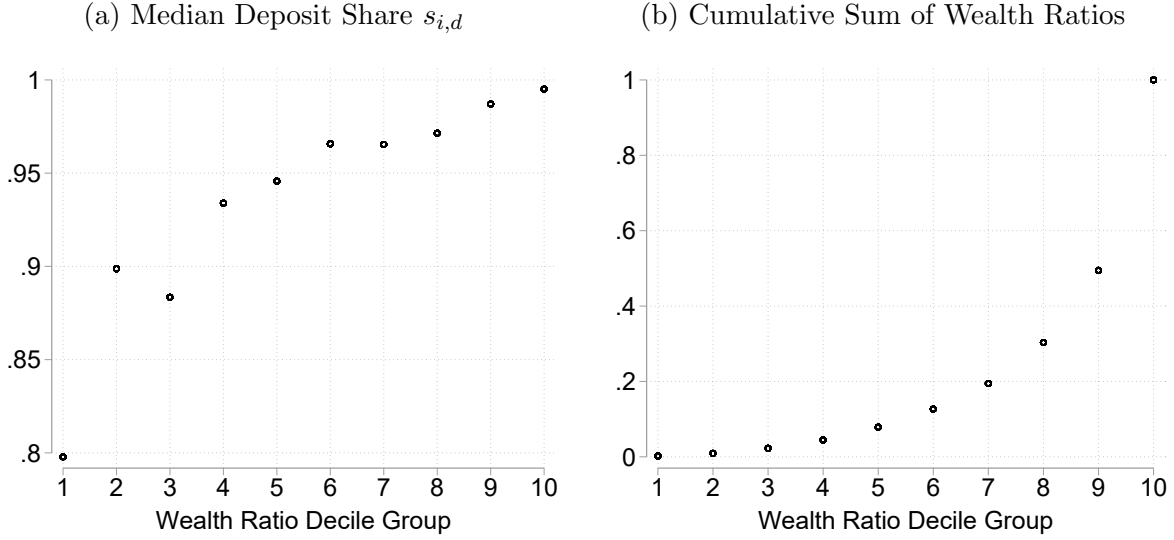 (a) Median Deposit Share s_{i,d}
1
.95
.9
.85
.8
1 2 3 4 5 6 7 8 9 10
Wealth Ratio Decile Group
(b) Cumulative Sum of Wealth Ratios
1
.8
.6
.4
.2
0
1 2 3 4 5 6 7 8 9 10
Wealth Ratio Decile Group